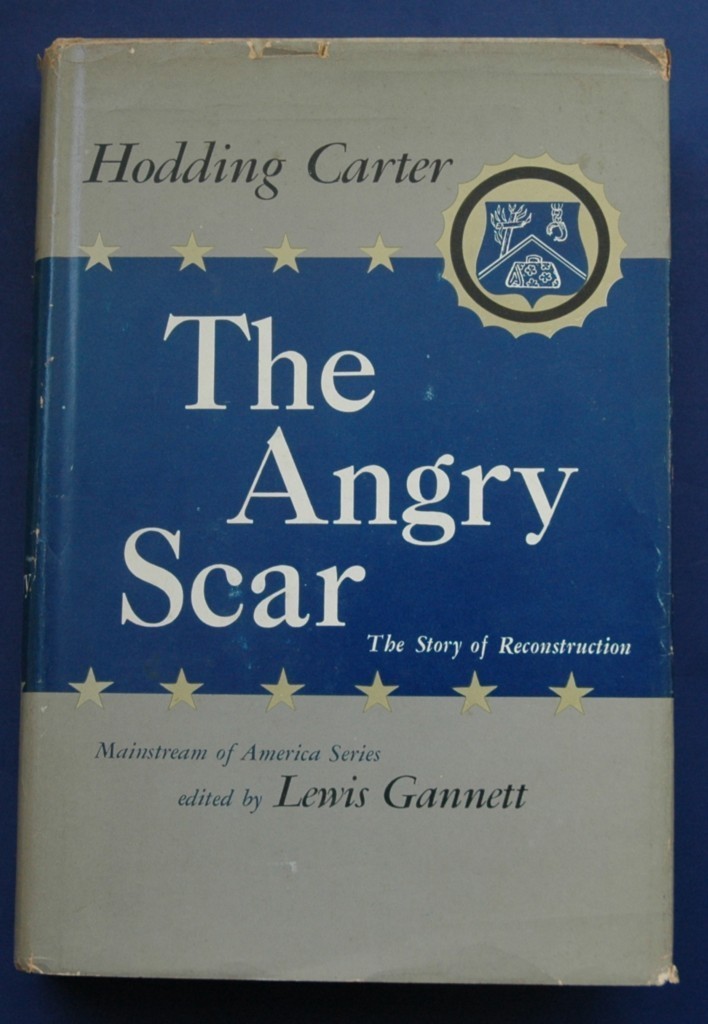 Hodding Carter
The
Angry
Scar
The Story of Reconstruction
Mainstream of America Series
edited by Lewis Gannett